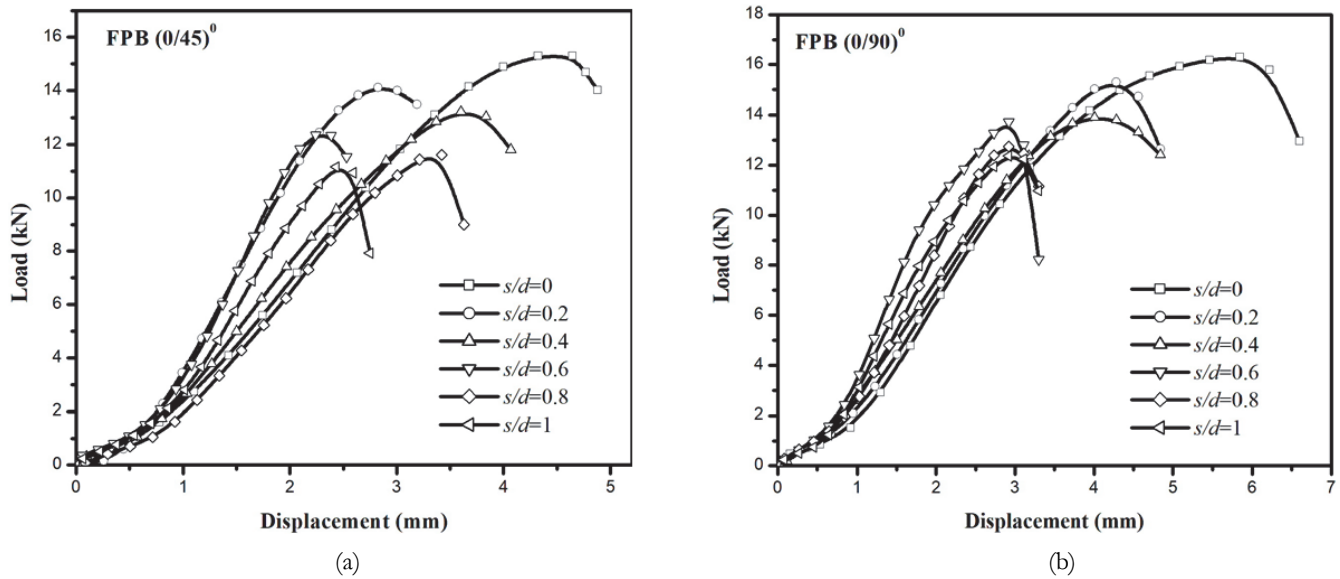 FPB (0/45)⁰
Load (kN)
16
14
12
10
8
6
4
2
0
0 1 2 3 4 5
Displacement (mm)
s/d=0
s/d=0.2
s/d=0.4
s/d=0.6
s/d=0.8
s/d=1
(a)
FPB (0/90)⁰
Load (kN)
18
16
14
12
10
8
6
4
2
0
0 1 2 3 4 5 6 7
Displacement (mm)
s/d=0
s/d=0.2
s/d=0.4
s/d=0.6
s/d=0.8
s/d=1
(b)